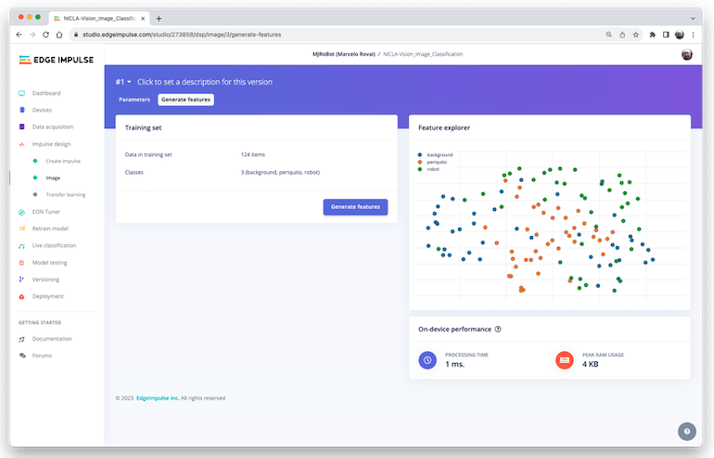 NICLA-Vision_Image_Classific
studio.edgeimpulse.com/studio/273858/dsp/image/3/generate-features
EDGE IMPULSE
MJRoBot (Marcelo Rovai) / NICLA-Vision_Image_Classification
#1 Click to set a description for this version
Parameters Generate features
Dashboard
Devices
Data acquisition
Impulse design
Create impulse
Image
Transfer learning
EON Tuner
Retrain model
Live classification
Model testing
Versioning
Deployment
GETTING STARTED
Documentation
Forums
Training set
Data in training set 124 items
Classes 3 (background, periquito, robot)
Generate features
Feature explorer
background
periquito
robot
On-device performance
PROCESSING TIME
1 ms.
PEAK RAM USAGE
4 KB
© 2023 EdgeImpulse Inc. All rights reserved